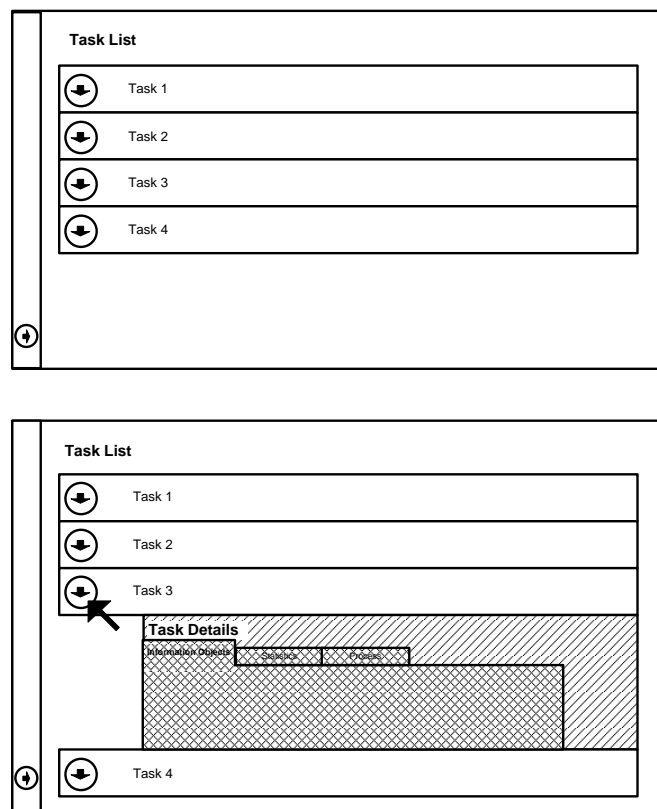 Task List
Task 1
Task 2
Task 3
Task 4
Task List
Task 1
Task 2
Task 3
Task Details
Information Objects
Statistics
Process
Task 4